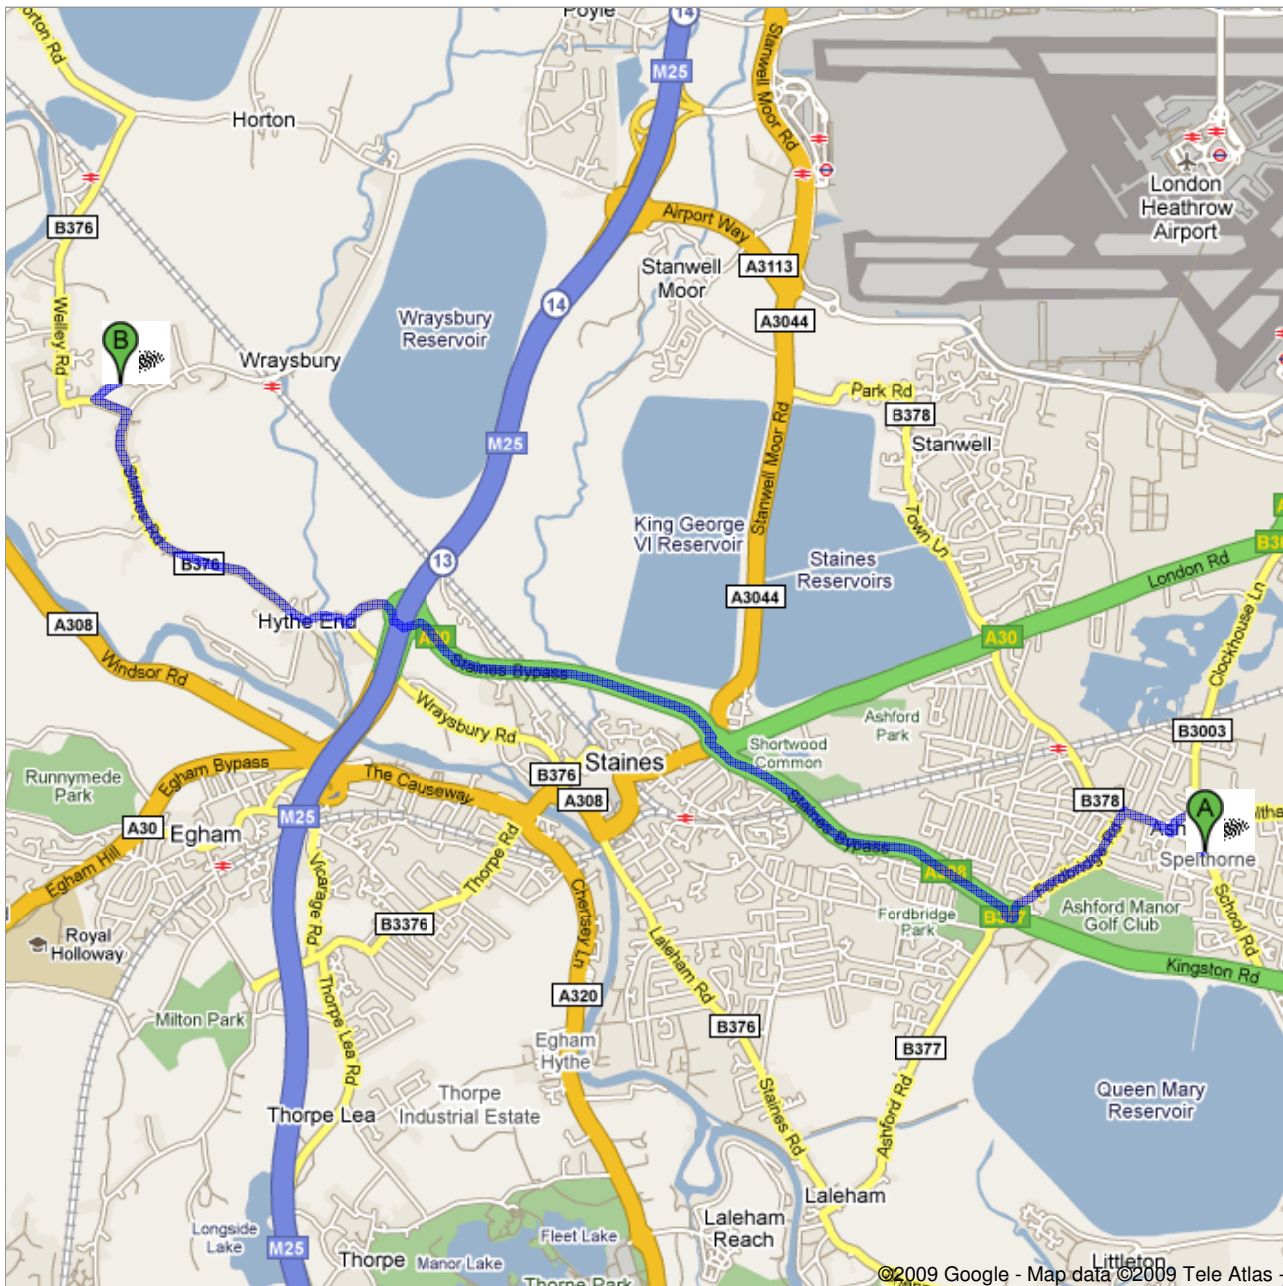 Poyle
14
Horton Rd
M25
Stanwell Moor Rd
Horton
London
Heathrow
Airport
B376
Airport Way
A3113
Stanwell
Moor
14
A3044
Wraysbury
Reservoir
Welley Rd
B
Wraysbury
Park Rd
B378
Stanwell
M25
Stanwell Moor Rd
King George
VI Reservoir
Town Ln
Staines
Reservoirs
London Rd
13
B376
A3044
Clockhouse Ln
A308
Hythe End
A30
A30
Windsor Rd
Staines Bypass
Wraysbury Rd
Ashford
Park
B3003
Shortwood
Common
Staines
Runnymede
Park
Egham Bypass
The Causeway
B376
A308
B378
A
M25
A30
Egham
Staines Bypass
Ash
Spelthorne
Egham Hill
Vicarage Rd
Thorpe Rd
A308
Chertsey Ln
Fordbridge
Park
B377
Ashford Manor
Golf Club
School Rd
B3376
Royal
Holloway
Laleham Rd
Kingston Rd
A320
Thorpe Lea Rd
Milton Park
B376
Egham
Hythe
B377
Ashford Rd
Thorpe
Industrial Estate
Staines Rd
Queen Mary
Reservoir
Thorpe Lea
Laleham
Longside
Lake
Laleham
Reach
Fleet Lake
M25
Thorpe
Manor Lake
Littleton
Thorpe Park
©2009 Google - Map data ©2009 Tele Atlas